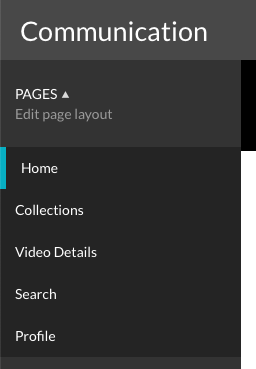 Communication
PAGES ▲
Edit page layout
Home
Collections
Video Details
Search
Profile